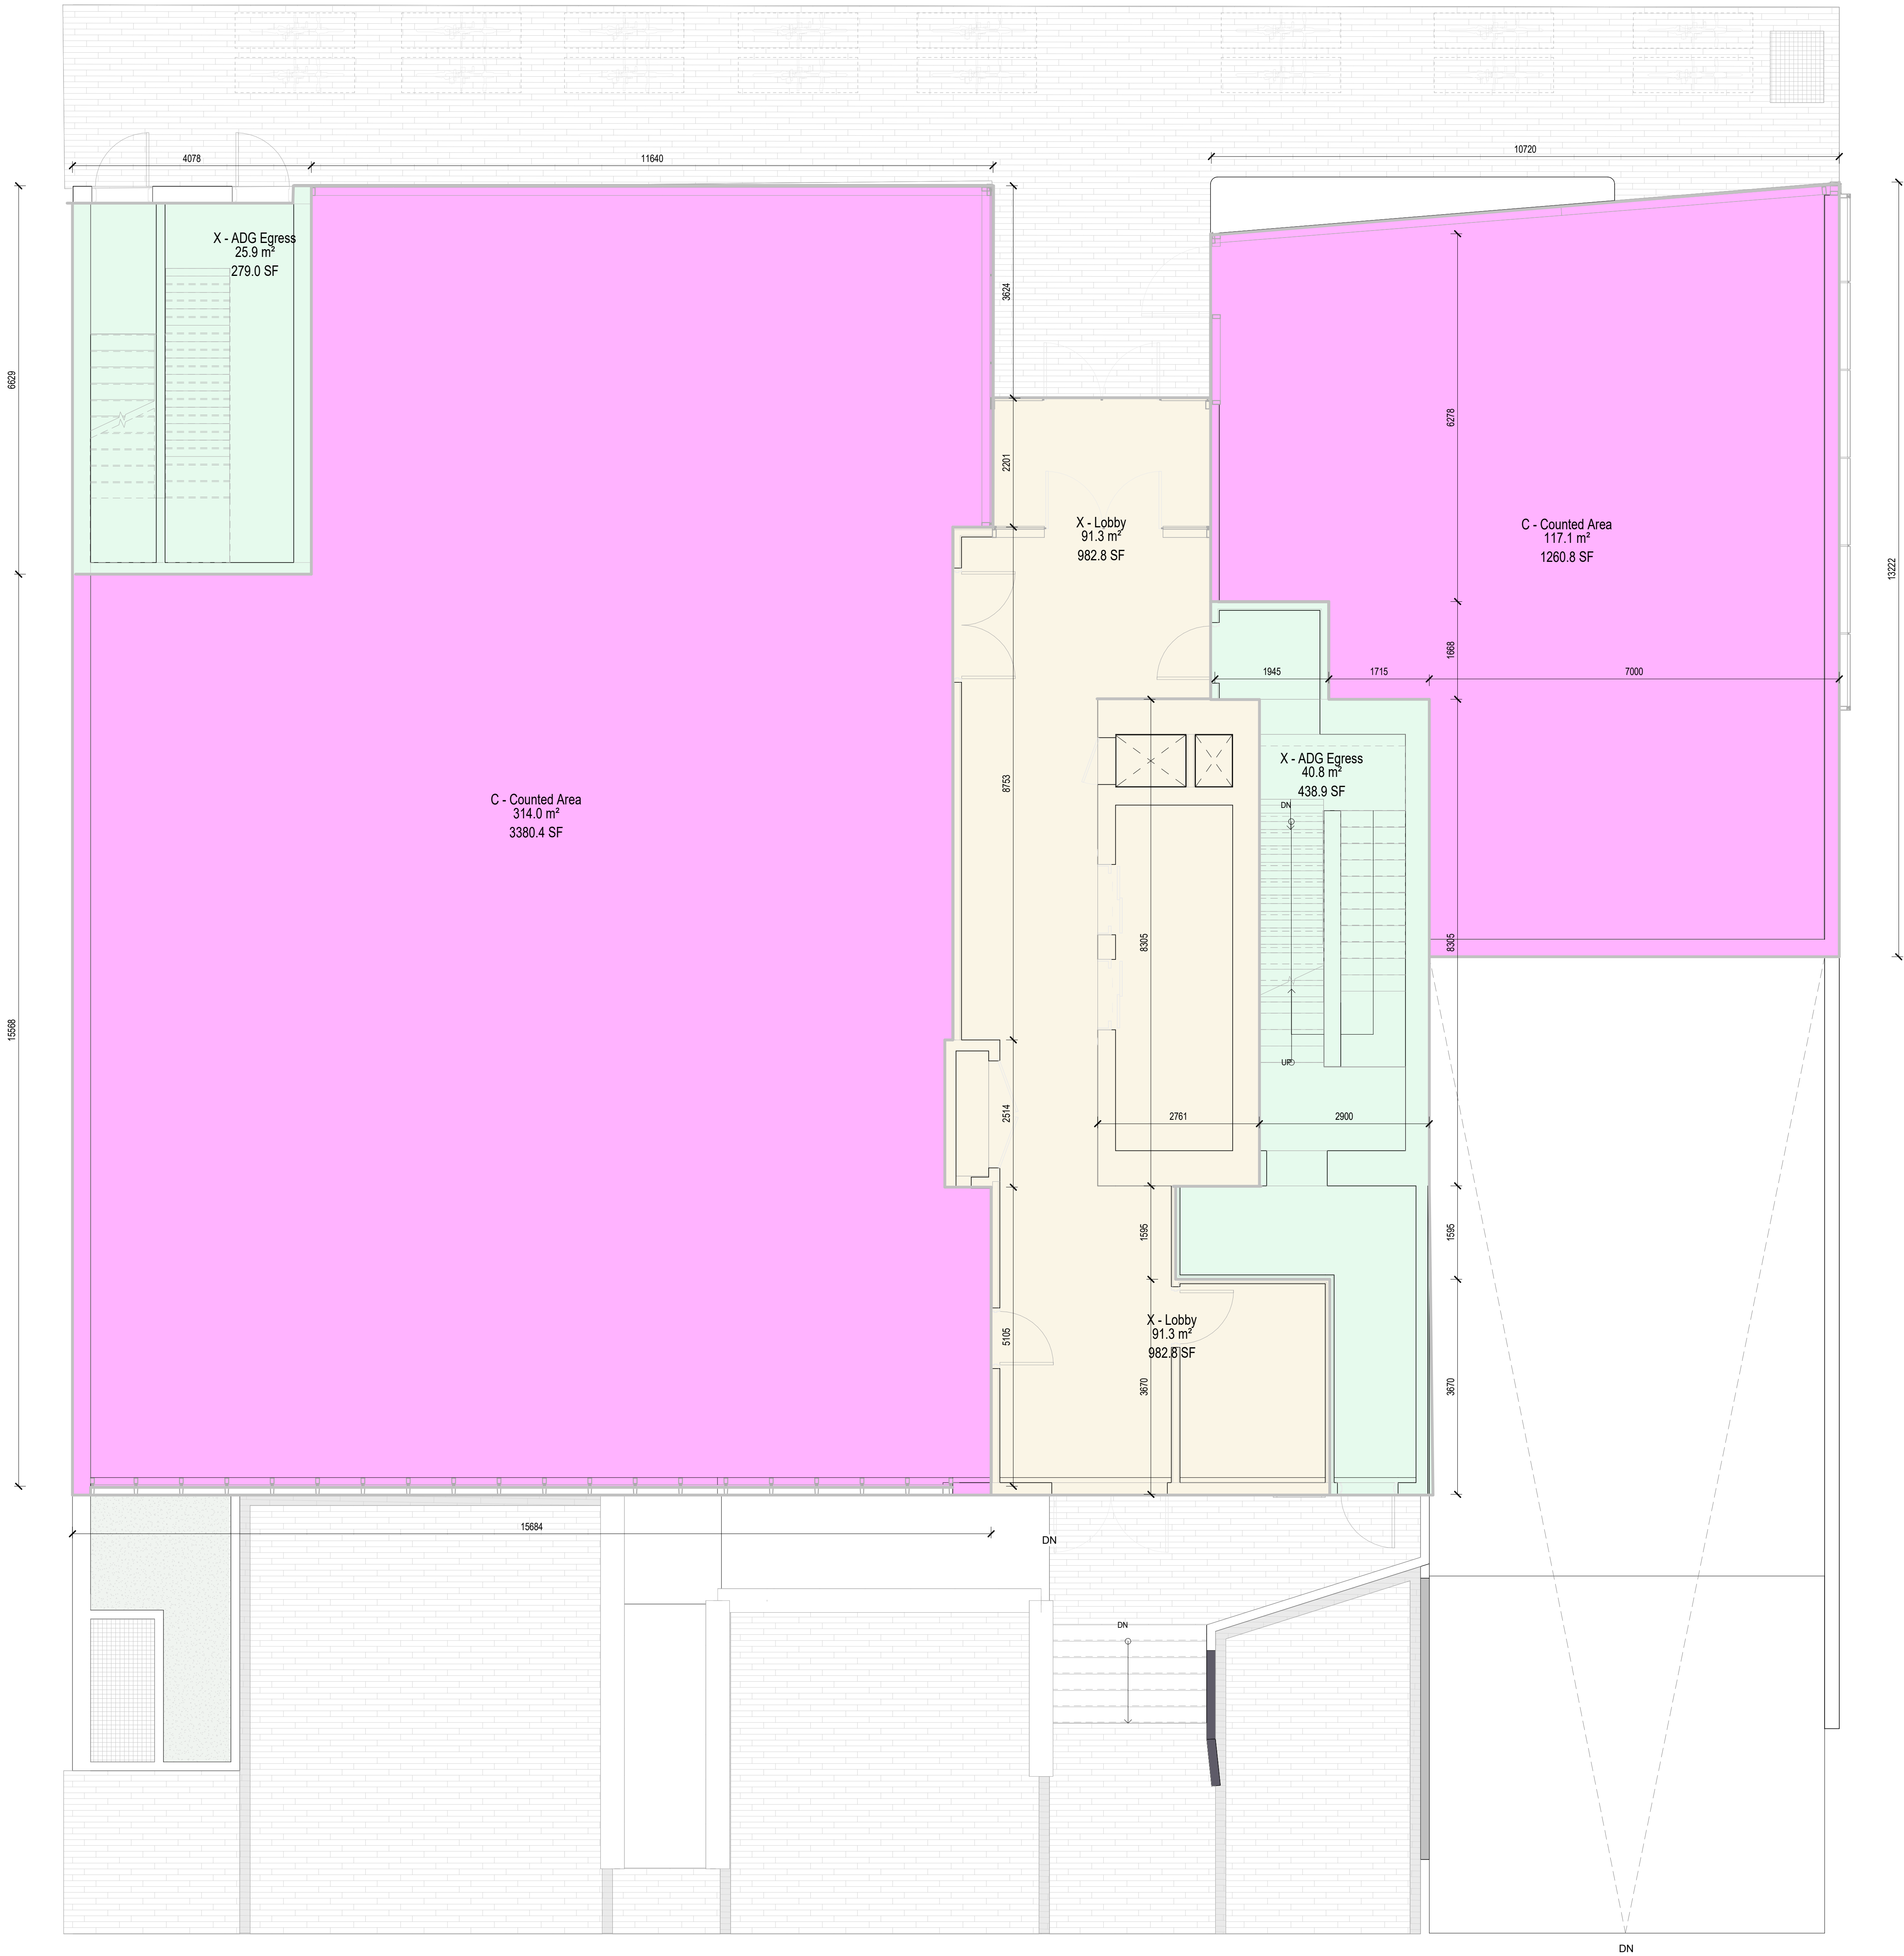 10720
4078
11640
X - ADG Egress
25.9 m²
279.0 SF
3624
6629
6278
2201
X - Lobby
91.3 m²
982.8 SF
C - Counted Area
117.1 m²
1260.8 SF
13222
1668
1945
1715
7000
X - ADG Egress
40.8 m²
438.9 SF
DN
C - Counted Area
314.0 m²
3380.4 SF
8753
8305
8305
15568
UP
2514
2761
2900
1595
1595
X - Lobby
91.3 m²
982.8 SF
5105
3670
3670
15684
DN
DN
DN